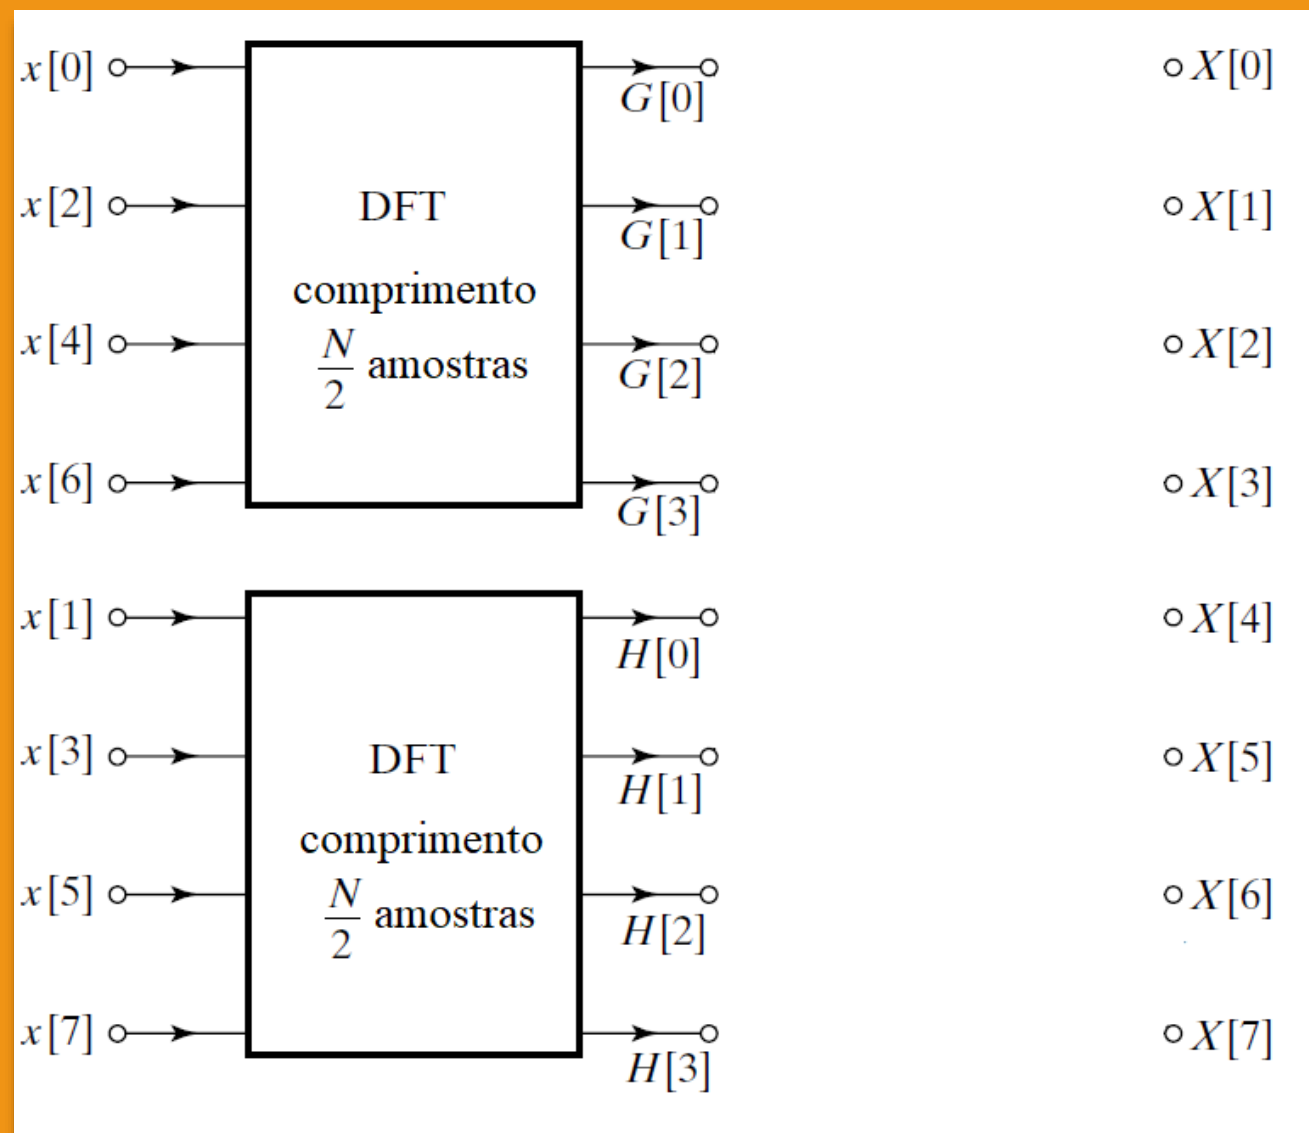 x[0]
G[0]
X[0]
x[2]
DFT
G[1]
X[1]
comprimento
x[4]
N/2 amostras
G[2]
X[2]
x[6]
G[3]
X[3]
x[1]
H[0]
X[4]
x[3]
DFT
H[1]
X[5]
comprimento
x[5]
N/2 amostras
H[2]
X[6]
x[7]
H[3]
X[7]